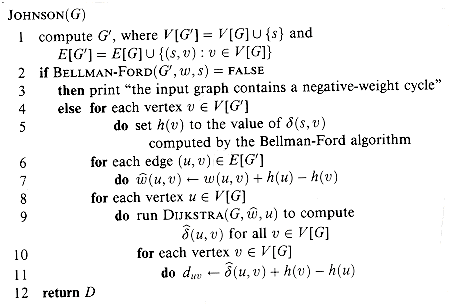 JOHNSON(G)
1 compute G′, where V[G′] = V[G] ∪ {s} and
E[G′] = E[G] ∪ {(s, v) : v ∈ V[G]}
2 if BELLMAN-FORD(G′, w, s) = FALSE
3 then print "the input graph contains a negative-weight cycle"
4 else for each vertex v ∈ V[G′]
5 do set h(v) to the value of δ(s, v)
computed by the Bellman-Ford algorithm
6 for each edge (u, v) ∈ E[G′]
7 do ŵ(u, v) ← w(u, v) + h(u) − h(v)
8 for each vertex u ∈ V[G]
9 do run DIJKSTRA(G, ŵ, u) to compute
δ̂(u, v) for all v ∈ V[G]
10 for each vertex v ∈ V[G]
11 do dᵤᵥ ← δ̂(u, v) + h(v) − h(u)
12 return D